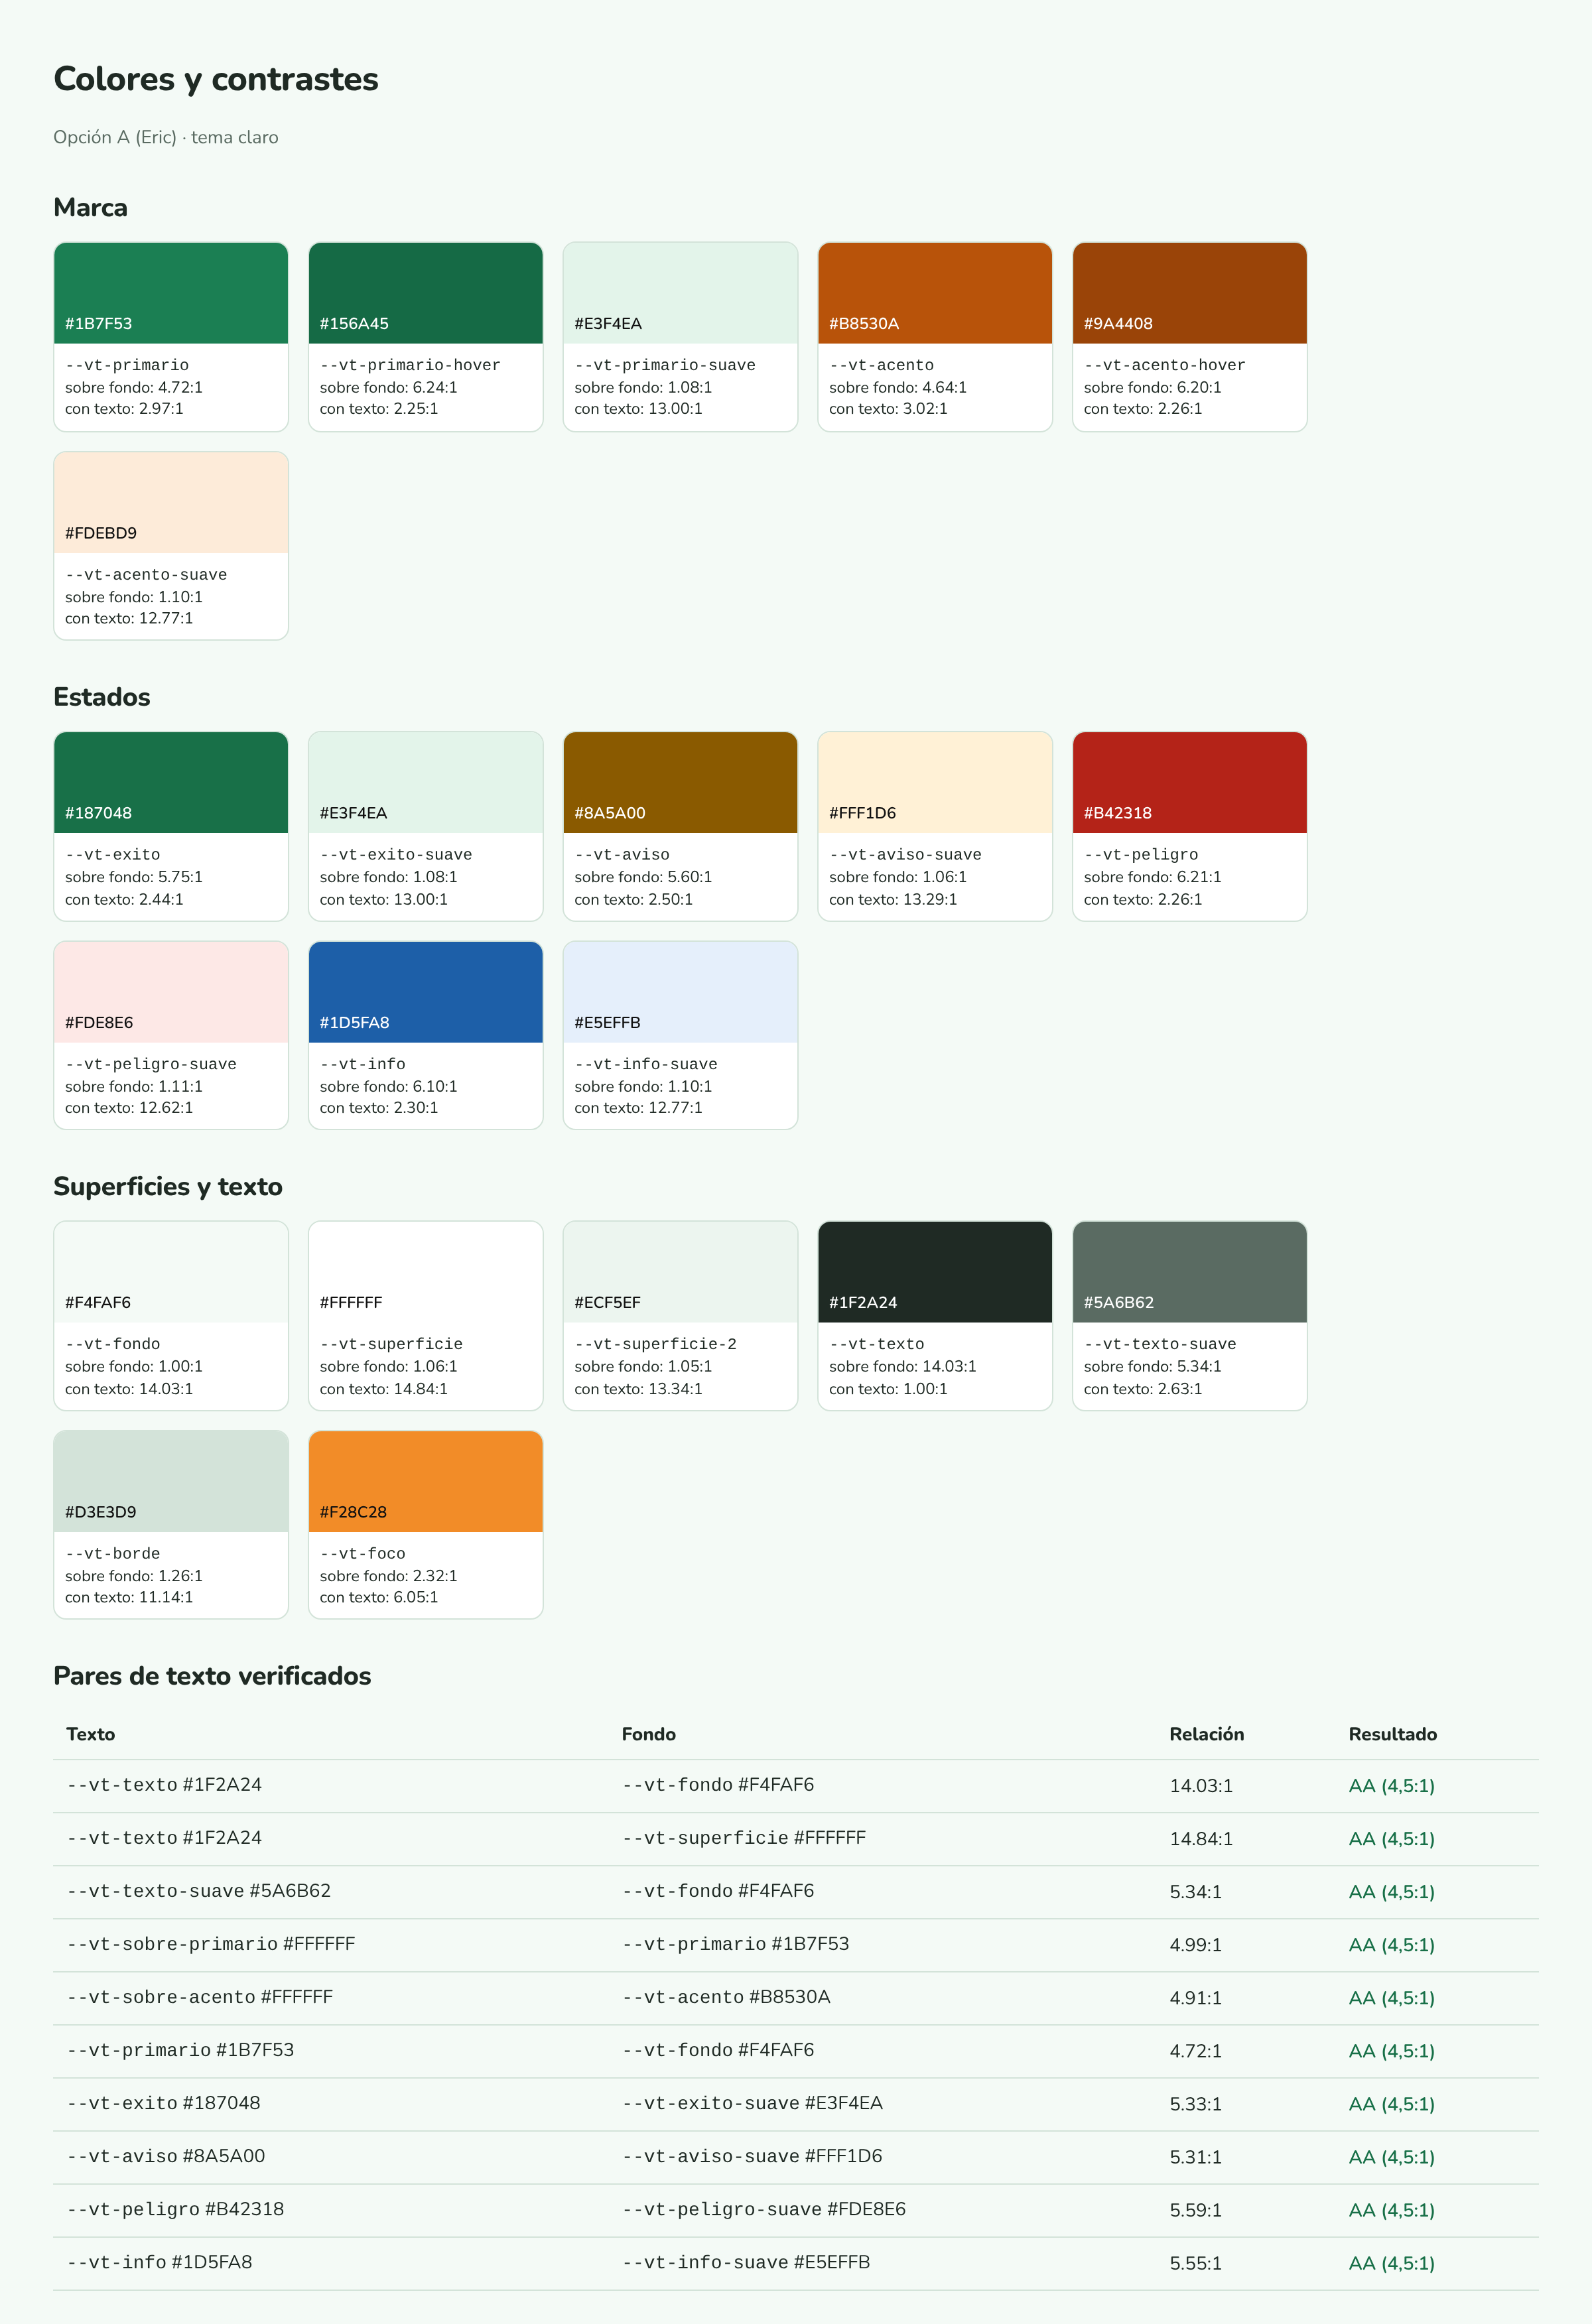 Colores y contrastes
Opción A (Eric) · tema claro
Marca
#1B7F53
--vt-primario
sobre fondo: 4.72:1
con texto: 2.97:1
#156A45
--vt-primario-hover
sobre fondo: 6.24:1
con texto: 2.25:1
#E3F4EA
--vt-primario-suave
sobre fondo: 1.08:1
con texto: 13.00:1
#B8530A
--vt-acento
sobre fondo: 4.64:1
con texto: 3.02:1
#9A4408
--vt-acento-hover
sobre fondo: 6.20:1
con texto: 2.26:1
#FDEBD9
--vt-acento-suave
sobre fondo: 1.10:1
con texto: 12.77:1
Estados
#187048
--vt-exito
sobre fondo: 5.75:1
con texto: 2.44:1
#E3F4EA
--vt-exito-suave
sobre fondo: 1.08:1
con texto: 13.00:1
#8A5A00
--vt-aviso
sobre fondo: 5.60:1
con texto: 2.50:1
#FFF1D6
--vt-aviso-suave
sobre fondo: 1.06:1
con texto: 13.29:1
#B42318
--vt-peligro
sobre fondo: 6.21:1
con texto: 2.26:1
#FDE8E6
--vt-peligro-suave
sobre fondo: 1.11:1
con texto: 12.62:1
#1D5FA8
--vt-info
sobre fondo: 6.10:1
con texto: 2.30:1
#E5EFFB
--vt-info-suave
sobre fondo: 1.10:1
con texto: 12.77:1
Superficies y texto
#F4FAF6
--vt-fondo
sobre fondo: 1.00:1
con texto: 14.03:1
#FFFFFF
--vt-superficie
sobre fondo: 1.06:1
con texto: 14.84:1
#ECF5EF
--vt-superficie-2
sobre fondo: 1.05:1
con texto: 13.34:1
#1F2A24
--vt-texto
sobre fondo: 14.03:1
con texto: 1.00:1
#5A6B62
--vt-texto-suave
sobre fondo: 5.34:1
con texto: 2.63:1
#D3E3D9
--vt-borde
sobre fondo: 1.26:1
con texto: 11.14:1
#F28C28
--vt-foco
sobre fondo: 2.32:1
con texto: 6.05:1
Pares de texto verificados
Texto Fondo Relación Resultado
--vt-texto #1F2A24 --vt-fondo #F4FAF6 14.03:1 AA (4,5:1)
--vt-texto #1F2A24 --vt-superficie #FFFFFF 14.84:1 AA (4,5:1)
--vt-texto-suave #5A6B62 --vt-fondo #F4FAF6 5.34:1 AA (4,5:1)
--vt-sobre-primario #FFFFFF --vt-primario #1B7F53 4.99:1 AA (4,5:1)
--vt-sobre-acento #FFFFFF --vt-acento #B8530A 4.91:1 AA (4,5:1)
--vt-primario #1B7F53 --vt-fondo #F4FAF6 4.72:1 AA (4,5:1)
--vt-exito #187048 --vt-exito-suave #E3F4EA 5.33:1 AA (4,5:1)
--vt-aviso #8A5A00 --vt-aviso-suave #FFF1D6 5.31:1 AA (4,5:1)
--vt-peligro #B42318 --vt-peligro-suave #FDE8E6 5.59:1 AA (4,5:1)
--vt-info #1D5FA8 --vt-info-suave #E5EFFB 5.55:1 AA (4,5:1)